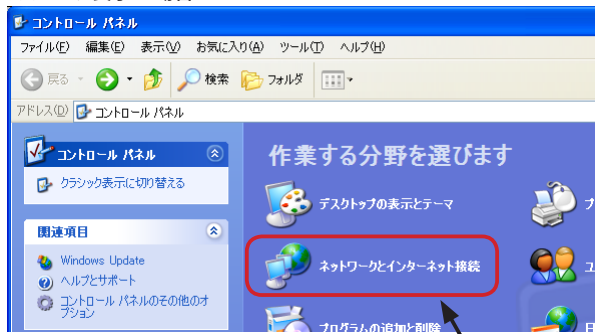 コントロール パネル
ファイル(F) 編集(E) 表示(V) お気に入り(A) ツール(T) ヘルプ(H)
戻る 検索 フォルダ
アドレス(D) コントロール パネル
コントロール パネル
クラシック表示に切り替える
関連項目
Windows Update
ヘルプとサポート
コントロール パネルのその他のオ
プション
作業する分野を選びます
デスクトップの表示とテーマ
ネットワークとインターネット接続
プログラムの追加と削除